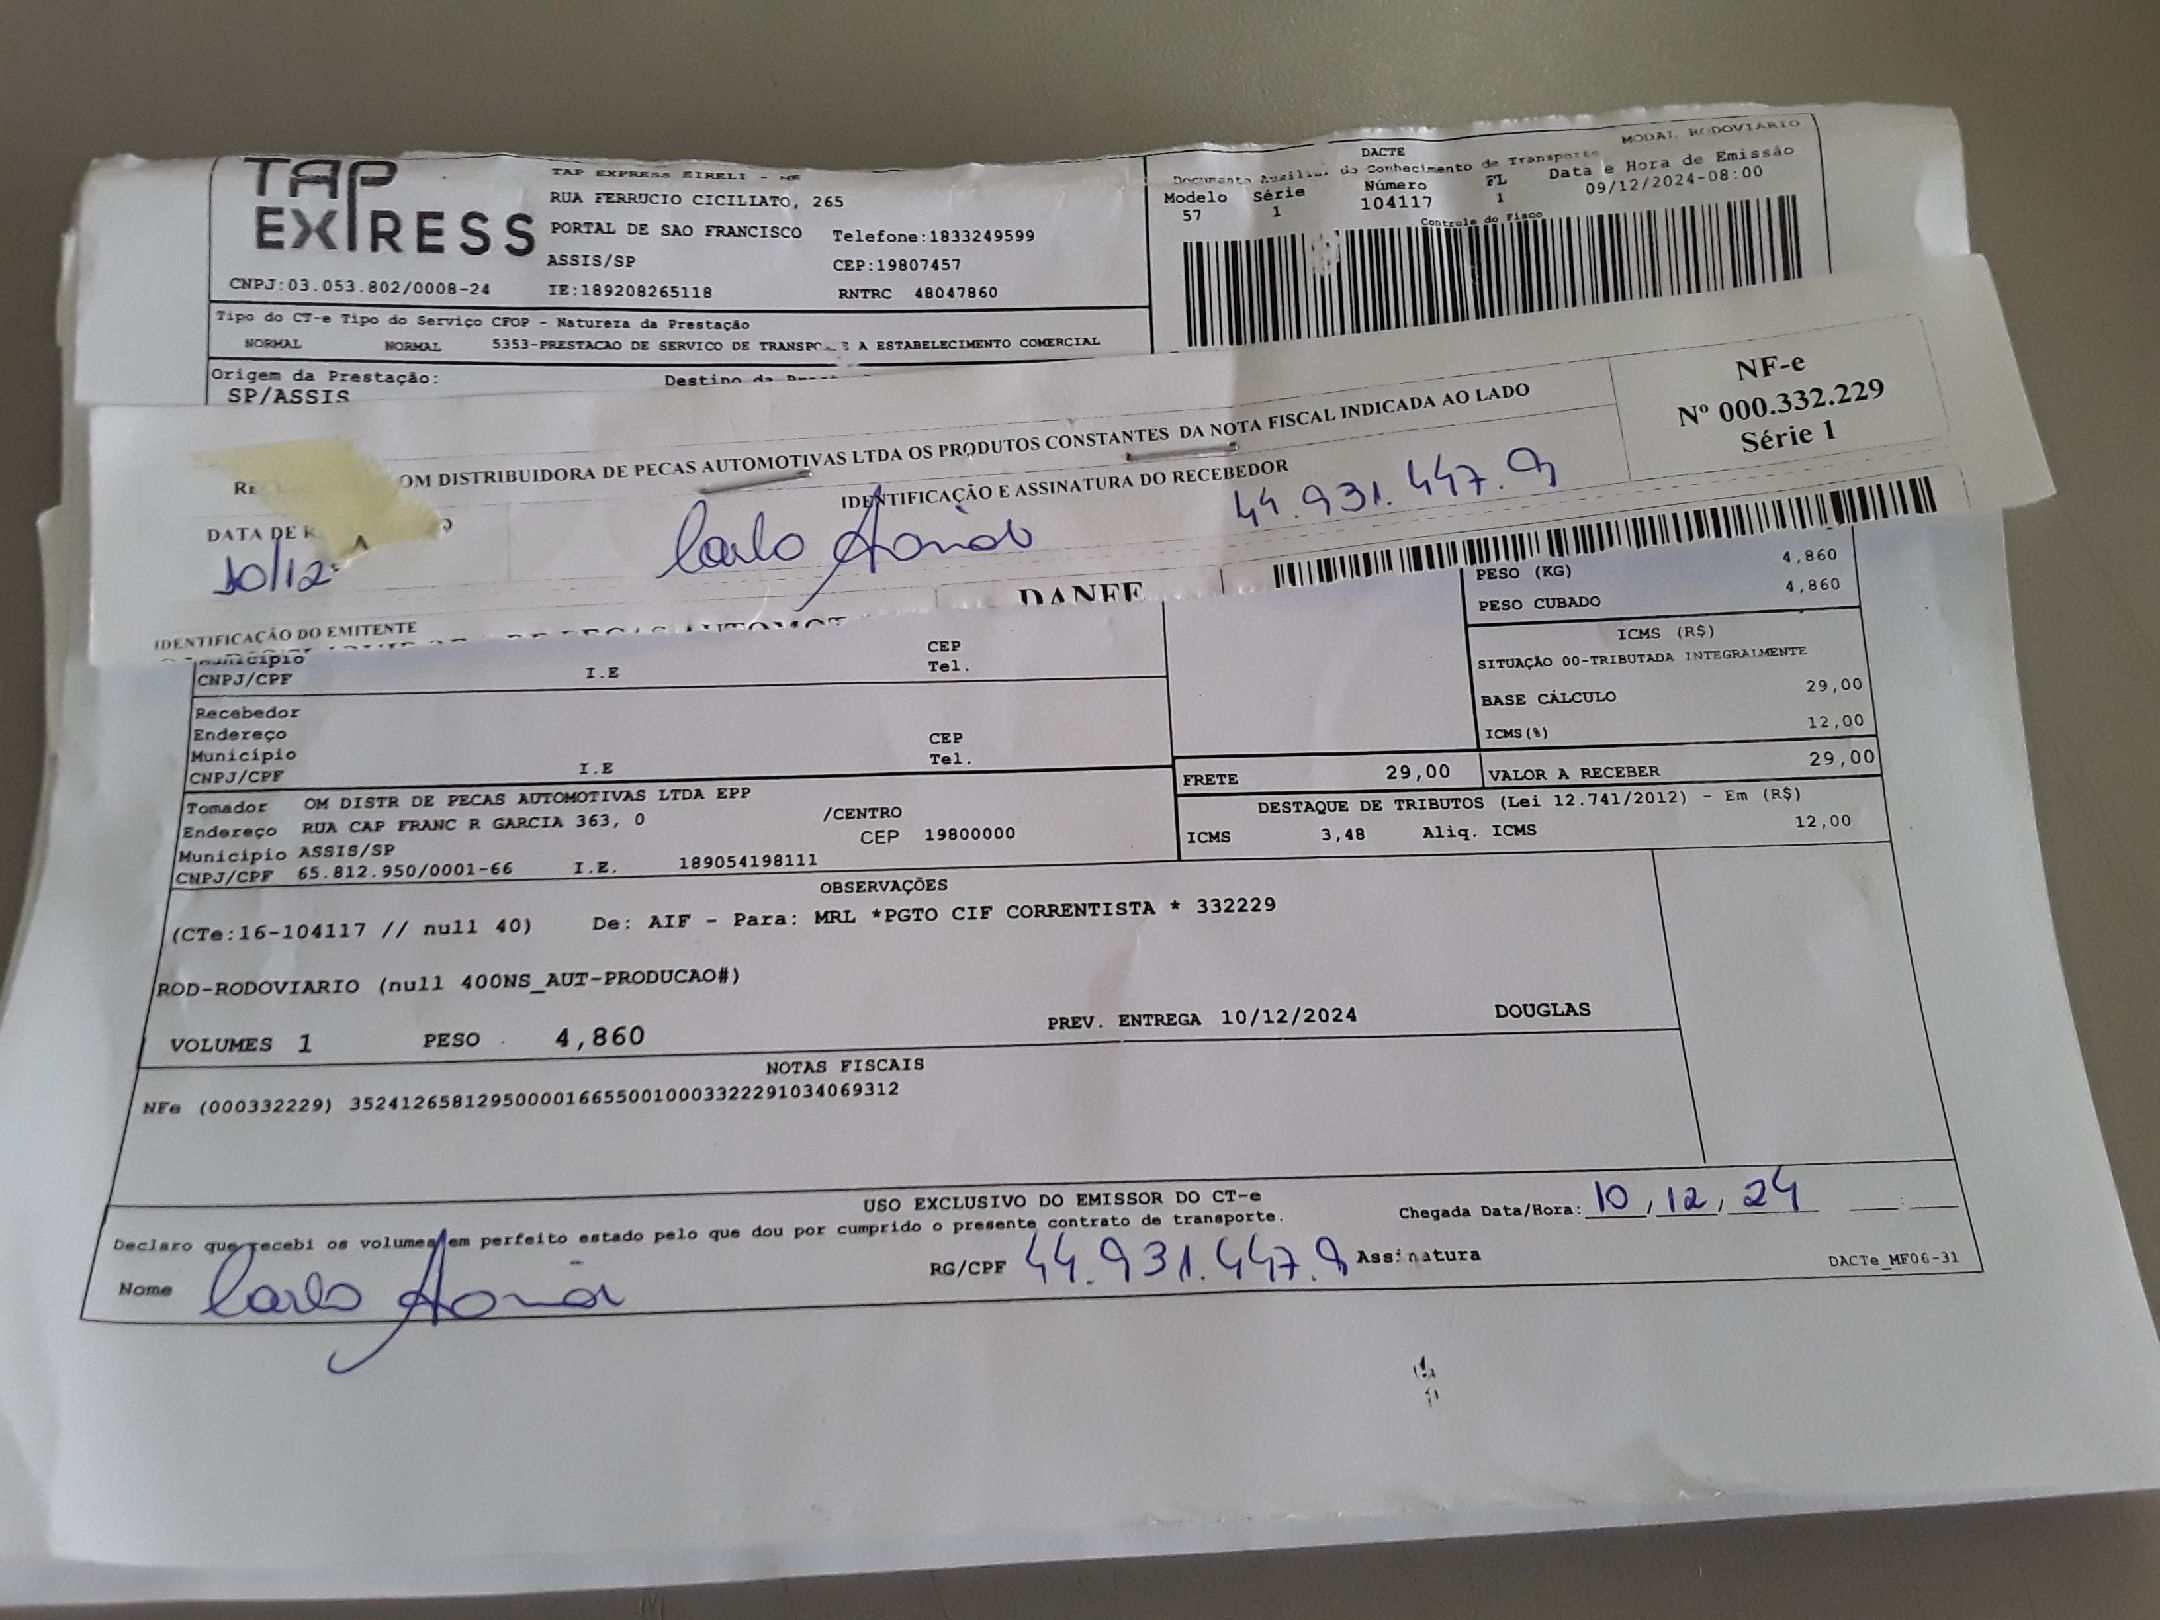 TAP EXPRESS
TAP EXPRESS EIRELI - ME
RUA FERRUCIO CICILIATO, 265
PORTAL DE SAO FRANCISCO Telefone:1833249599
ASSIS/SP CEP:19807457
CNPJ:03.053.802/0008-24 IE:189208265118 RNTRC 48047860
MODAL RODOVIARIO
DACTE
Documento Auxiliar do Conhecimento de Transporte
Modelo Série Número FL Data e Hora de Emissão
57 1 104117 1 09/12/2024-08:00
Controle do Fisco
Tipo do CT-e Tipo do Serviço CFOP - Natureza da Prestação
NORMAL NORMAL 5353-PRESTACAO DE SERVICO DE TRANSPO E A ESTABELECIMENTO COMERCIAL
Origem da Prestação: Destino da
SP/ASSIS
OM DISTRIBUIDORA DE PECAS AUTOMOTIVAS LTDA OS PRODUTOS CONSTANTES DA NOTA FISCAL INDICADA AO LADO
NF-e
Nº 000.332.229
Série 1
DATA DE
IDENTIFICAÇÃO E ASSINATURA DO RECEBEDOR
10/12 44.931.447.9
DANFE
IDENTIFICAÇÃO DO EMITENTE
PESO (KG) 4,860
PESO CUBADO 4,860
Município CEP
CNPJ/CPF I.E Tel.
ICMS (R$)
SITUAÇÃO 00-TRIBUTADA INTEGRALMENTE
BASE CÁLCULO 29,00
ICMS(%) 12,00
Recebedor
Endereço
Município CEP
CNPJ/CPF I.E Tel.
FRETE 29,00 VALOR A RECEBER 29,00
Tomador OM DISTR DE PECAS AUTOMOTIVAS LTDA EPP
Endereço RUA CAP FRANC R GARCIA 363, 0 /CENTRO
Município ASSIS/SP CEP 19800000
CNPJ/CPF 65.812.950/0001-66 I.E. 189054198111
DESTAQUE DE TRIBUTOS (Lei 12.741/2012) - Em (R$)
ICMS 3,48 Aliq. ICMS 12,00
OBSERVAÇÕES
(CTe:16-104117 // null 40) De: AIF - Para: MRL *PGTO CIF CORRENTISTA * 332229
ROD-RODOVIARIO (null 400NS_AUT-PRODUCAO#)
VOLUMES 1 PESO 4,860 PREV. ENTREGA 10/12/2024 DOUGLAS
NOTAS FISCAIS
NFe (000332229) 35241265812950000166550010003322291034069312
USO EXCLUSIVO DO EMISSOR DO CT-e
Declaro que recebi os volumes em perfeito estado pelo que dou por cumprido o presente contrato de transporte.
Chegada Data/Hora: 10/12/24
Nome RG/CPF 44.931.447.9 Assinatura
DACTe_MF06-31